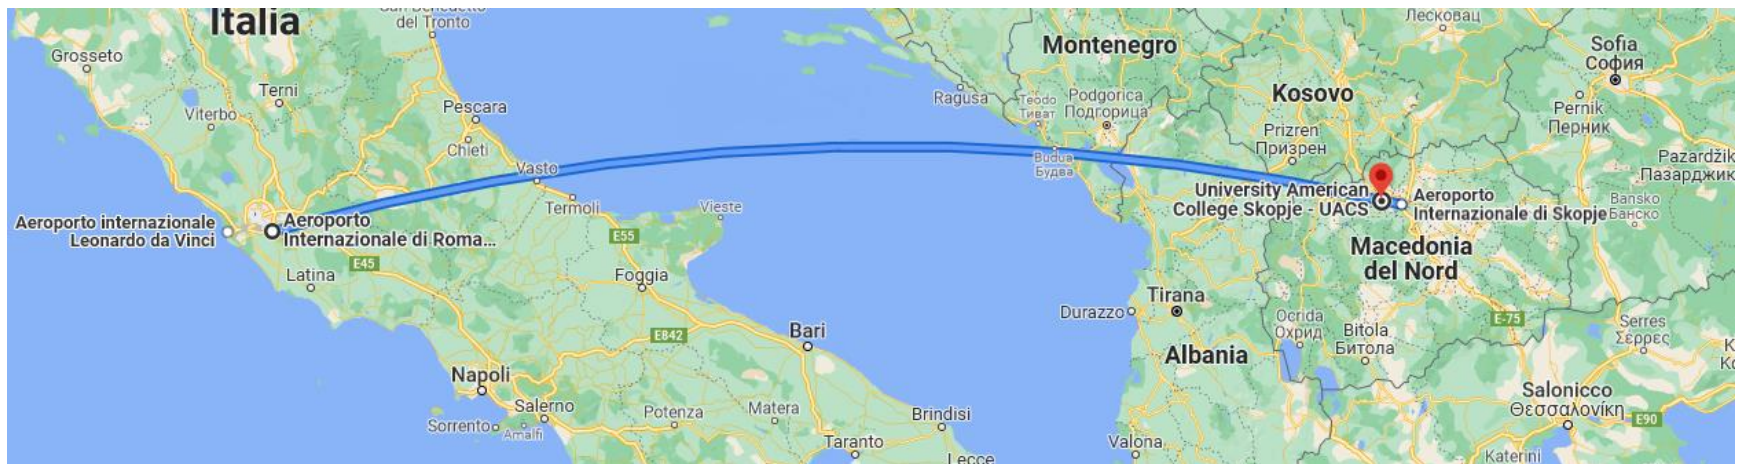 Italia
San Benedetto
del Tronto
Grosseto
Terni
Viterbo
Pescara
Chieti
Vasto
Termoli
Vieste
Aeroporto internazionale
Leonardo da Vinci
Aeroporto
Internazionale di Roma...
E45
E55
Latina
Foggia
E842
Bari
Napoli
Salerno
Sorrento
Amalfi
Potenza
Matera
Taranto
Brindisi
Lecce
Montenegro
Ragusa
Теодо
Тиват
Podgorica
Подгорица
Budua
Будва
Kosovo
Prizren
Призрен
Лесковац
Sofia
София
Pernik
Перник
Pazardžik
Пазарджик
Bansko
Банско
University American
College Skopje - UACS
Aeroporto
Internazionale di Skopje
Macedonia
del Nord
Tirana
Durazzo
Albania
Valona
Ocrida
Охрид
Bitola
Битола
E-75
Serres
Σέρρες
Salonicco
Θεσσαλονίκη
E90
Katerini